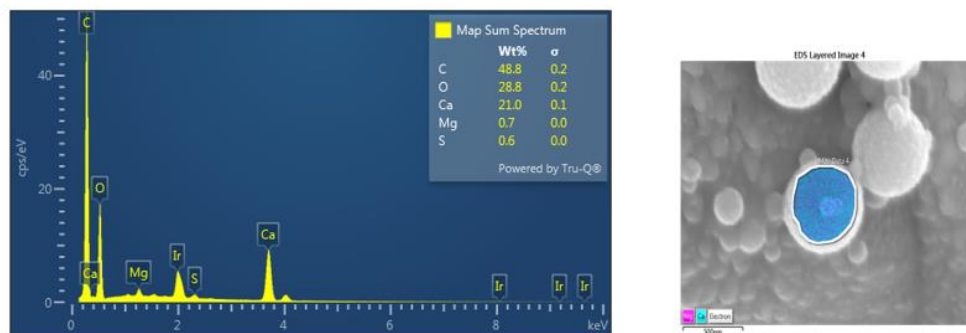 Map Sum Spectrum
Wt% σ
C 48.8 0.2
O 28.8 0.2
Ca 21.0 0.1
Mg 0.7 0.0
S 0.6 0.0
Powered by Tru-Q®
C
40
cps/eV
20
O
Ca
Mg
Ir
S
Ca
Ir
Ir
Ir
0
0 2 4 6 8 keV
EDS Layered Image 4
Ca Electron